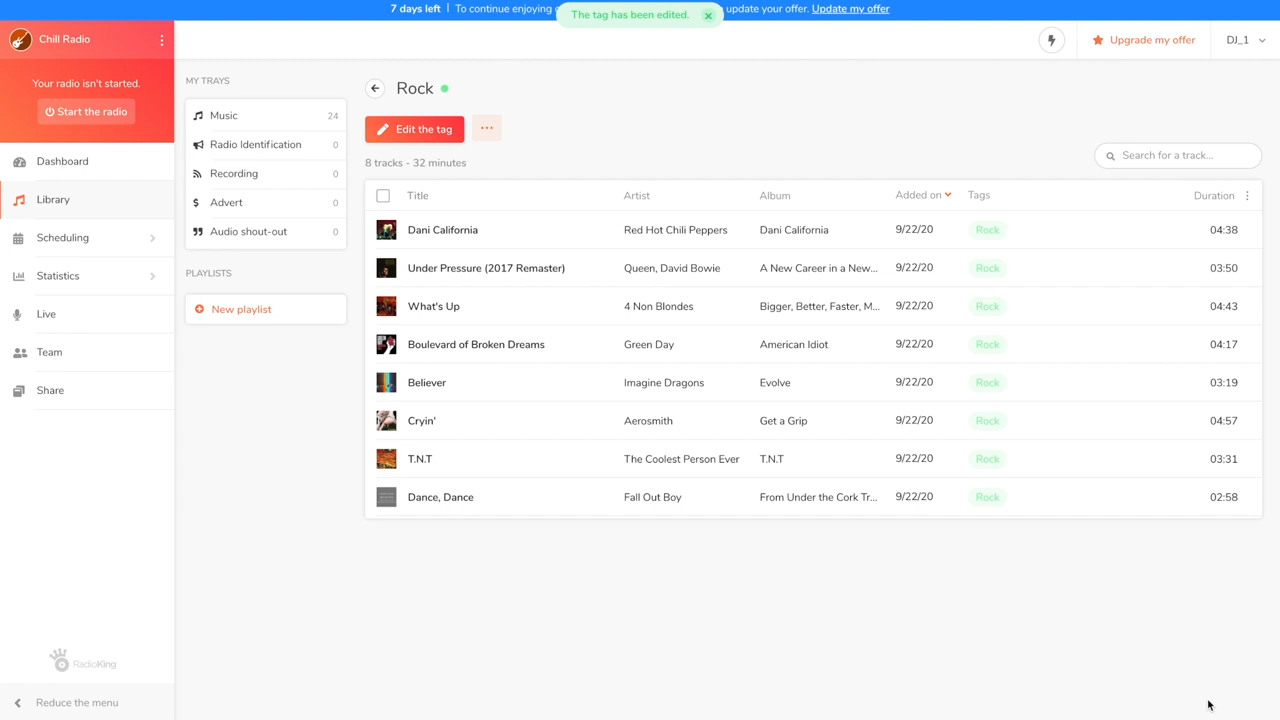 7 days left | To continue enjoying update your offer. Update my offer
The tag has been edited.
Chill Radio
Upgrade my offer
DJ_1
Your radio isn't started.
Start the radio
Dashboard
Library
Scheduling
Statistics
Live
Team
Share
RadioKing
Reduce the menu
MY TRAYS
Music 24
Radio Identification 0
Recording 0
Advert 0
Audio shout-out 0
PLAYLISTS
New playlist
Rock
Edit the tag
8 tracks - 32 minutes
Search for a track...
Title Artist Album Added on Tags Duration
Dani California Red Hot Chili Peppers Dani California 9/22/20 Rock 04:38
Under Pressure (2017 Remaster) Queen, David Bowie A New Career in a New... 9/22/20 Rock 03:50
What's Up 4 Non Blondes Bigger, Better, Faster, M... 9/22/20 Rock 04:43
Boulevard of Broken Dreams Green Day American Idiot 9/22/20 Rock 04:17
Believer Imagine Dragons Evolve 9/22/20 Rock 03:19
Cryin' Aerosmith Get a Grip 9/22/20 Rock 04:57
T.N.T The Coolest Person Ever T.N.T 9/22/20 Rock 03:31
Dance, Dance Fall Out Boy From Under the Cork Tr... 9/22/20 Rock 02:58